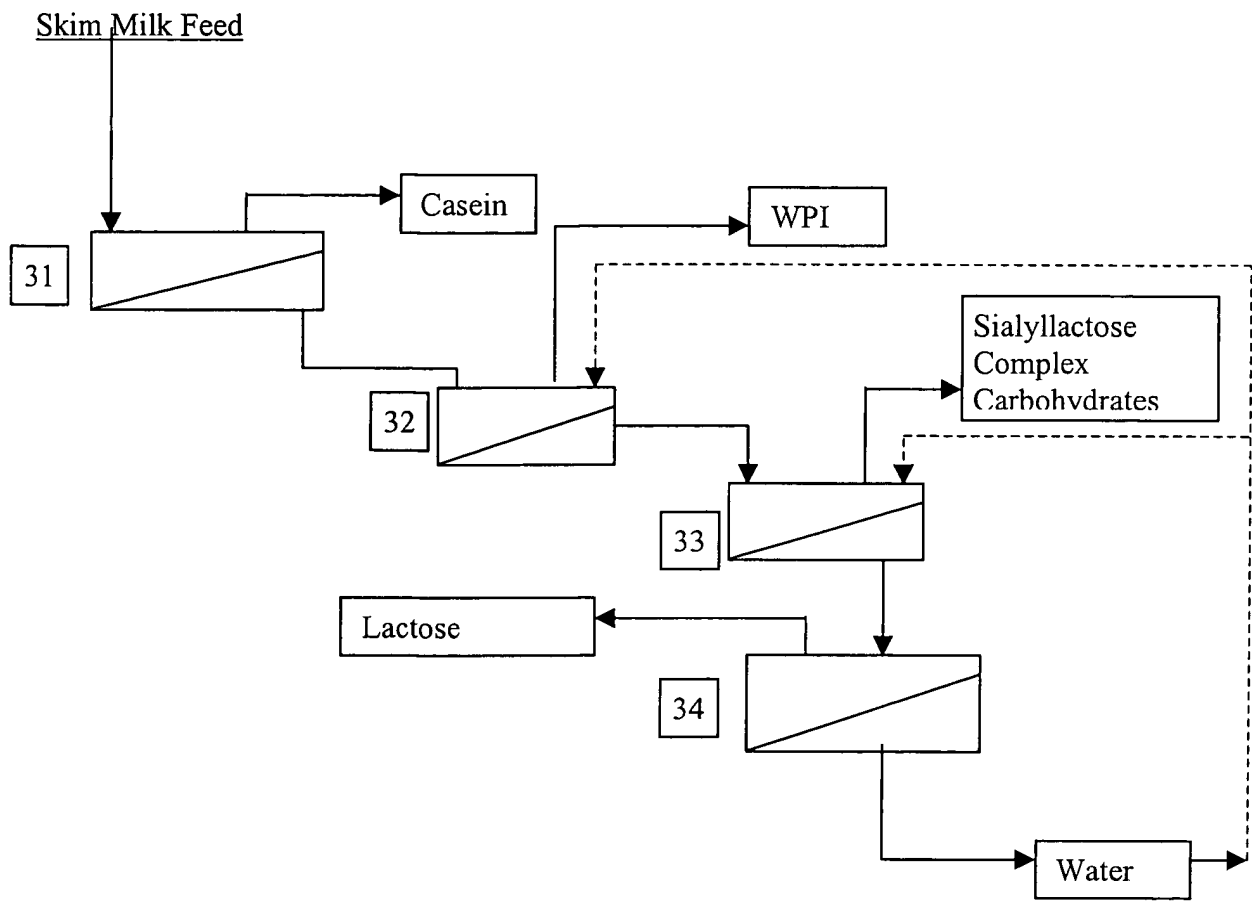 Skim Milk Feed
Casein
WPI
31
Sialyllactose
Complex
Carbohydrates
32
33
Lactose
34
Water